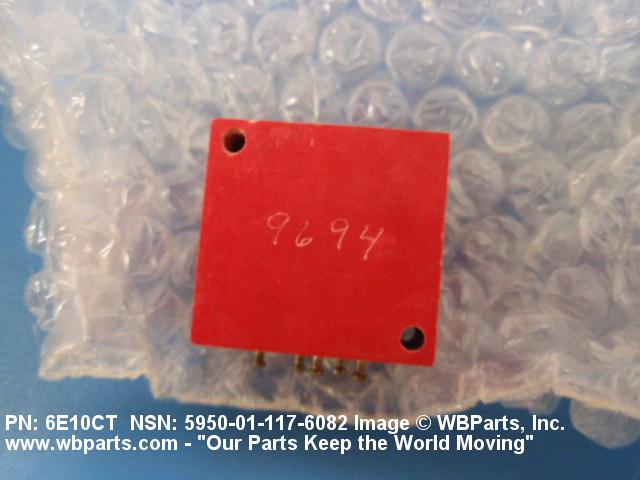 9694
PN: 6E10CT NSN: 5950-01-117-6082 Image © WBParts, Inc.
www.wbparts.com - "Our Parts Keep the World Moving"